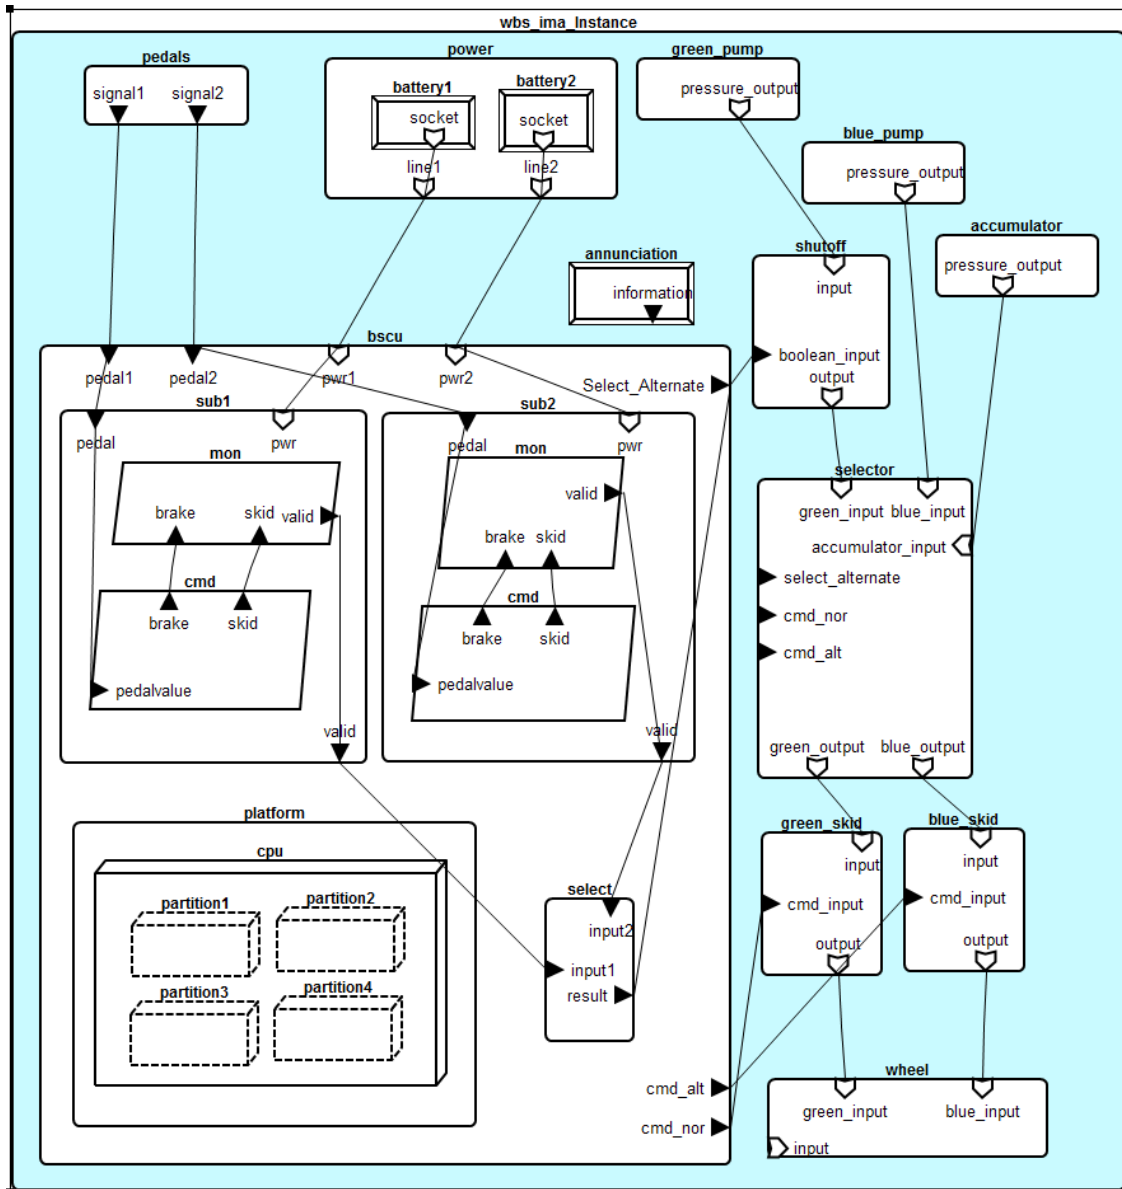 wbs_ima_Instance
pedals
signal1 signal2
power
battery1
socket
battery2
socket
line1 line2
green_pump
pressure_output
blue_pump
pressure_output
accumulator
pressure_output
annunciation
information
shutoff
input
boolean_input
output
bscu
pedal1 pedal2 pwr1 pwr2
Select_Alternate
sub1
pedal pwr
mon
brake skid valid
cmd
brake skid
pedalvalue
valid
sub2
pedal pwr
mon
valid
brake skid
cmd
brake skid
pedalvalue
valid
selector
green_input blue_input
accumulator_input
select_alternate
cmd_nor
cmd_alt
green_output blue_output
platform
cpu
partition1 partition2
partition3 partition4
select
input2
input1
result
cmd_alt
cmd_nor
green_skid
input
cmd_input
output
blue_skid
input
cmd_input
output
wheel
green_input blue_input
input